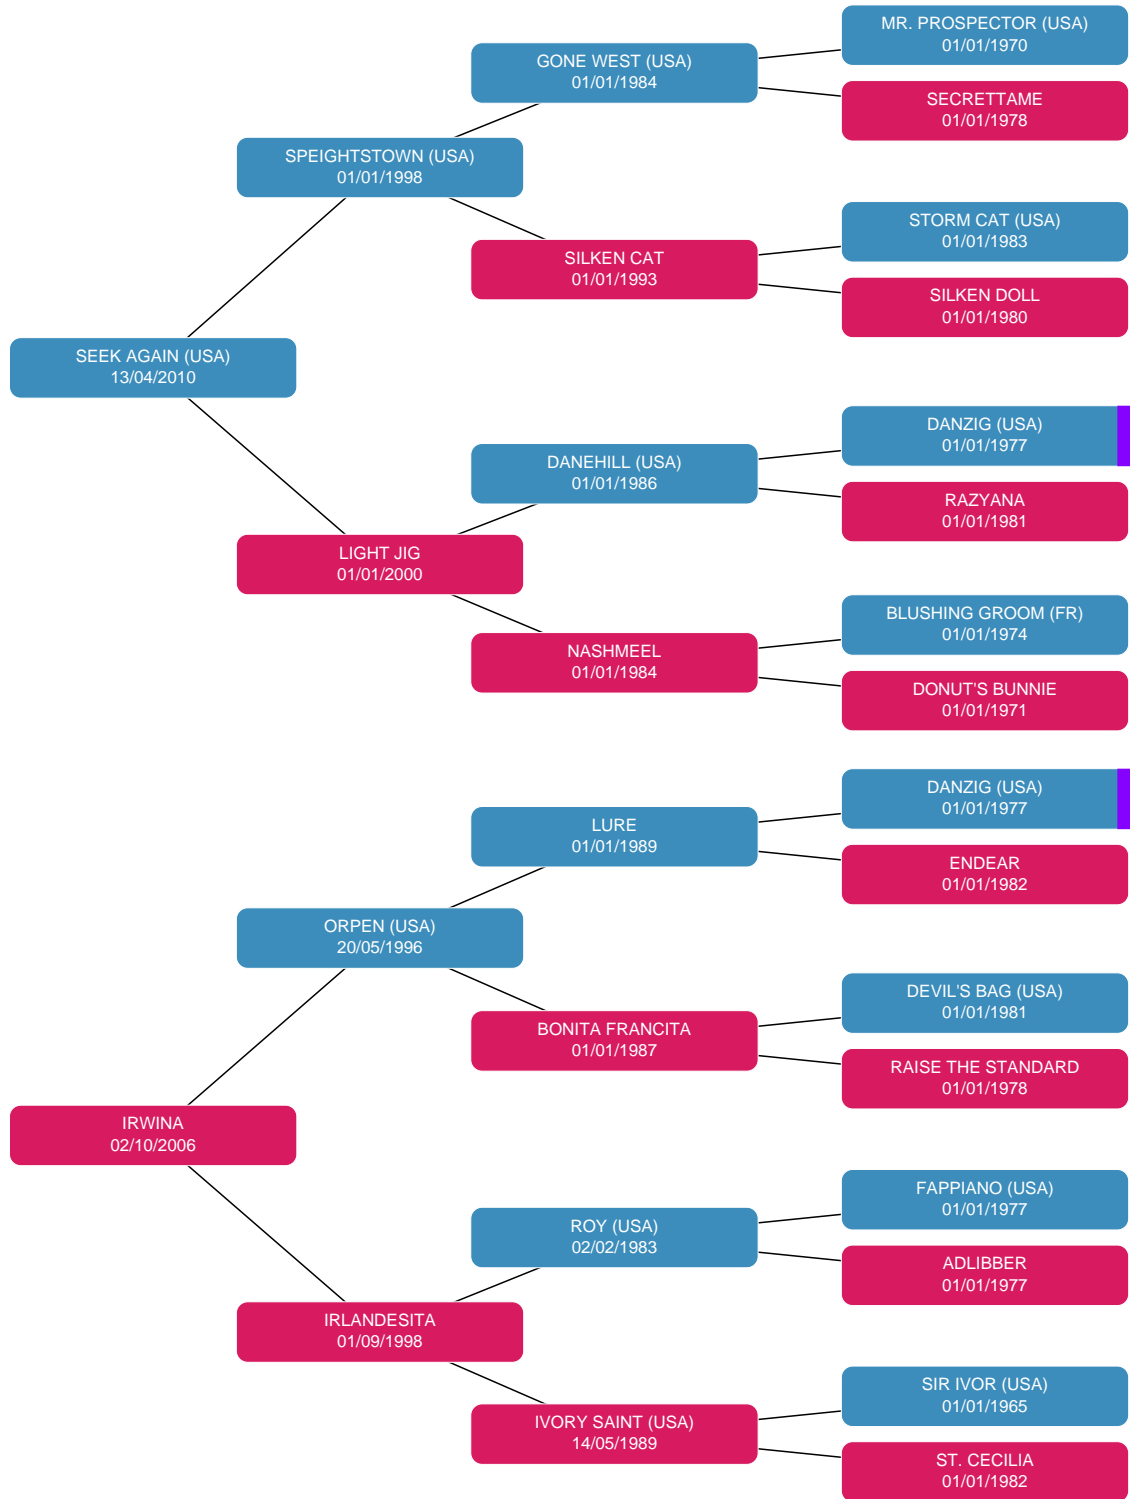 MR. PROSPECTOR (USA)
01/01/1970
GONE WEST (USA)
01/01/1984
SECRETTAME
01/01/1978
SPEIGHTSTOWN (USA)
01/01/1998
STORM CAT (USA)
01/01/1983
SILKEN CAT
01/01/1993
SILKEN DOLL
01/01/1980
SEEK AGAIN (USA)
13/04/2010
DANZIG (USA)
01/01/1977
DANEHILL (USA)
01/01/1986
RAZYANA
01/01/1981
LIGHT JIG
01/01/2000
BLUSHING GROOM (FR)
01/01/1974
NASHMEEL
01/01/1984
DONUT'S BUNNIE
01/01/1971
DANZIG (USA)
01/01/1977
LURE
01/01/1989
ENDEAR
01/01/1982
ORPEN (USA)
20/05/1996
DEVIL'S BAG (USA)
01/01/1981
BONITA FRANCITA
01/01/1987
RAISE THE STANDARD
01/01/1978
IRWINA
02/10/2006
FAPPIANO (USA)
01/01/1977
ROY (USA)
02/02/1983
ADLIBBER
01/01/1977
IRLANDESITA
01/09/1998
SIR IVOR (USA)
01/01/1965
IVORY SAINT (USA)
14/05/1989
ST. CECILIA
01/01/1982